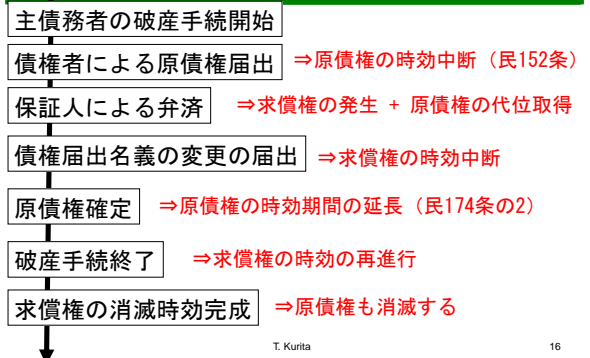 主債務者の破産手続開始
債権者による原債権届出 ⇒原債権の時効中断（民152条）
保証人による弁済 ⇒求償権の発生 + 原債権の代位取得
債権届出名義の変更の届出 ⇒求償権の時効中断
原債権確定 ⇒原債権の時効期間の延長（民174条の2）
破産手続終了 ⇒求償権の時効の再進行
求償権の消滅時効完成 ⇒原債権も消滅する
T. Kurita 16